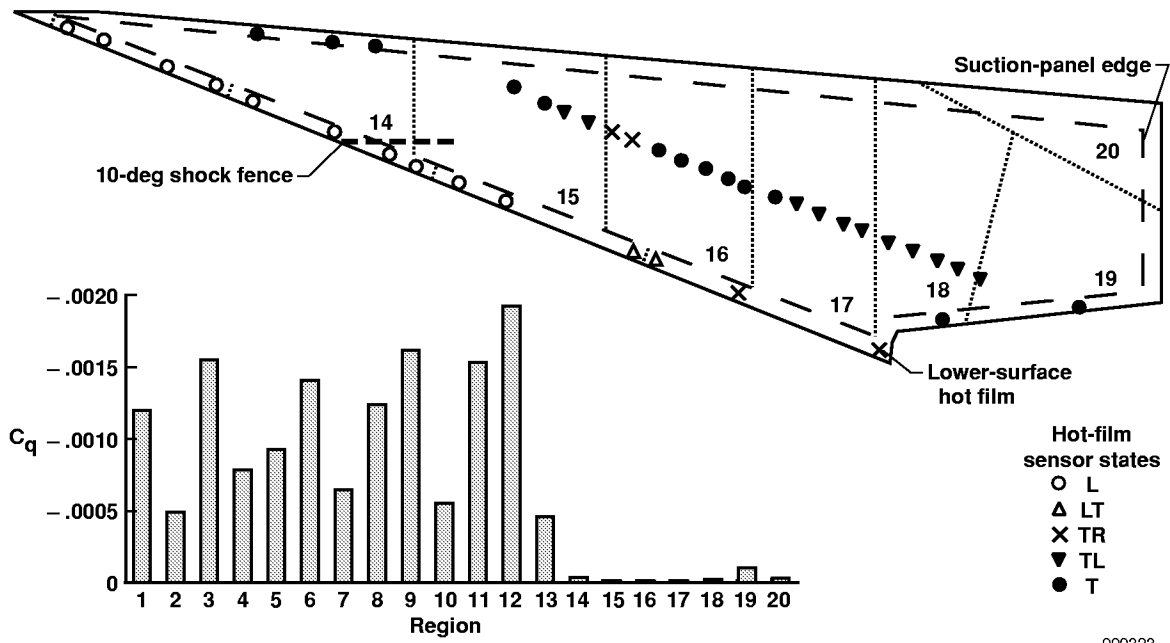 Suction-panel edge
14
20
10-deg shock fence
15
16
19
18
17
Lower-surface
hot film
– .0020
– .0015
Cq
– .0010
– .0005
0
1 2 3 4 5 6 7 8 9 10 11 12 13 14 15 16 17 18 19 20
Region
Hot-film
sensor states
L
LT
TR
TL
T